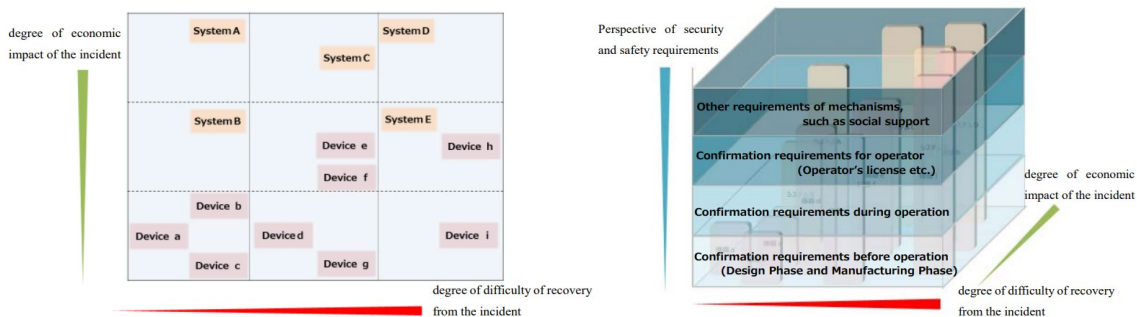 degree of economic
impact of the incident
System A
System D
System C
System B
System E
Device e
Device h
Device f
Device b
Device a
Device d
Device i
Device c
Device g
degree of difficulty of recovery
from the incident
Perspective of security
and safety requirements
Other requirements of mechanisms,
such as social support
Confirmation requirements for operator
(Operator's license etc.)
Confirmation requirements during operation
Confirmation requirements before operation
(Design Phase and Manufacturing Phase)
degree of economic
impact of the incident
degree of difficulty of recovery
from the incident